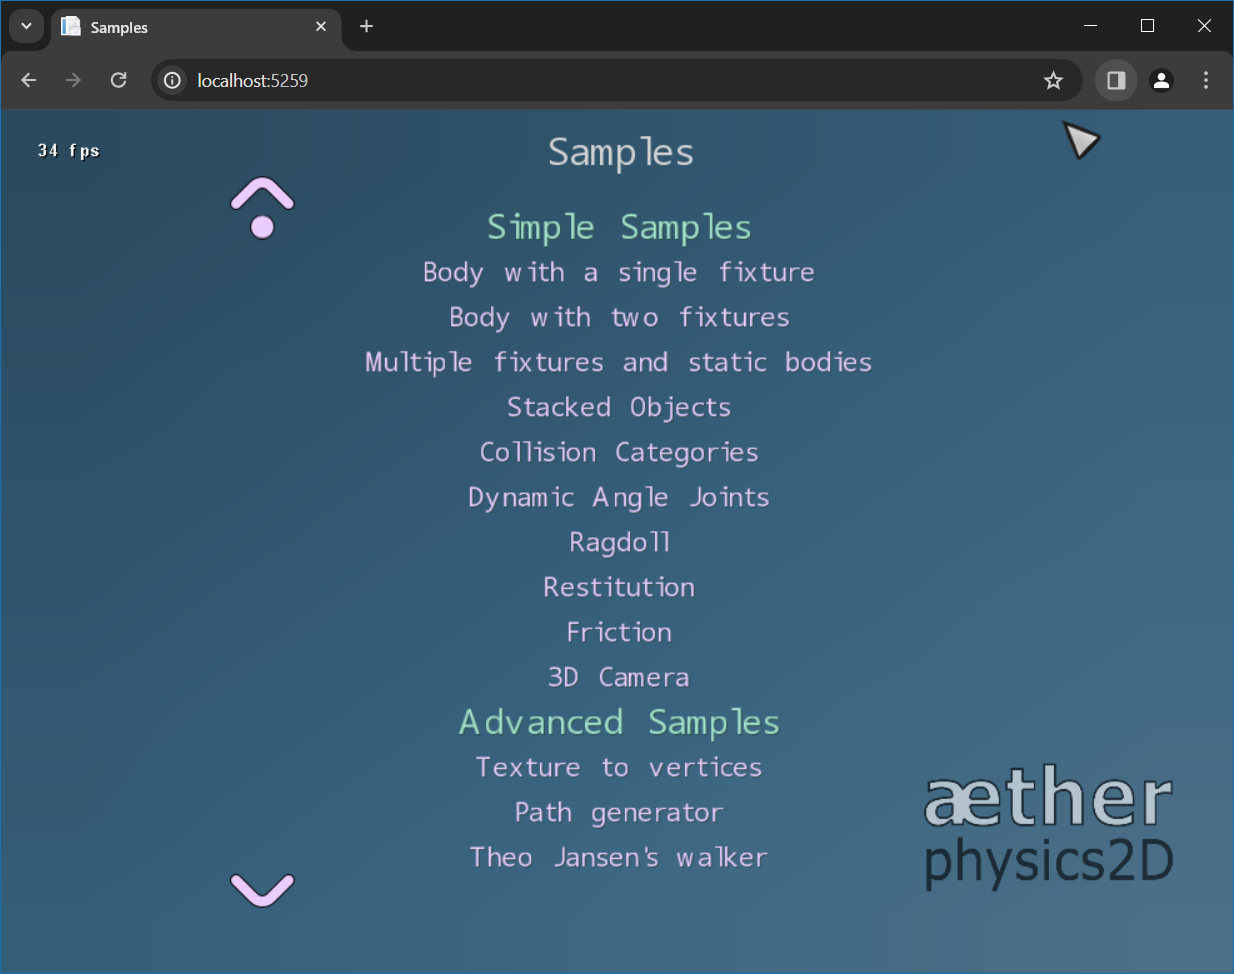 Samples
localhost:5259
34 fps
Samples
Simple Samples
Body with a single fixture
Body with two fixtures
Multiple fixtures and static bodies
Stacked Objects
Collision Categories
Dynamic Angle Joints
Ragdoll
Restitution
Friction
3D Camera
Advanced Samples
Texture to vertices
Path generator
Theo Jansen's walker
æther
physics2D